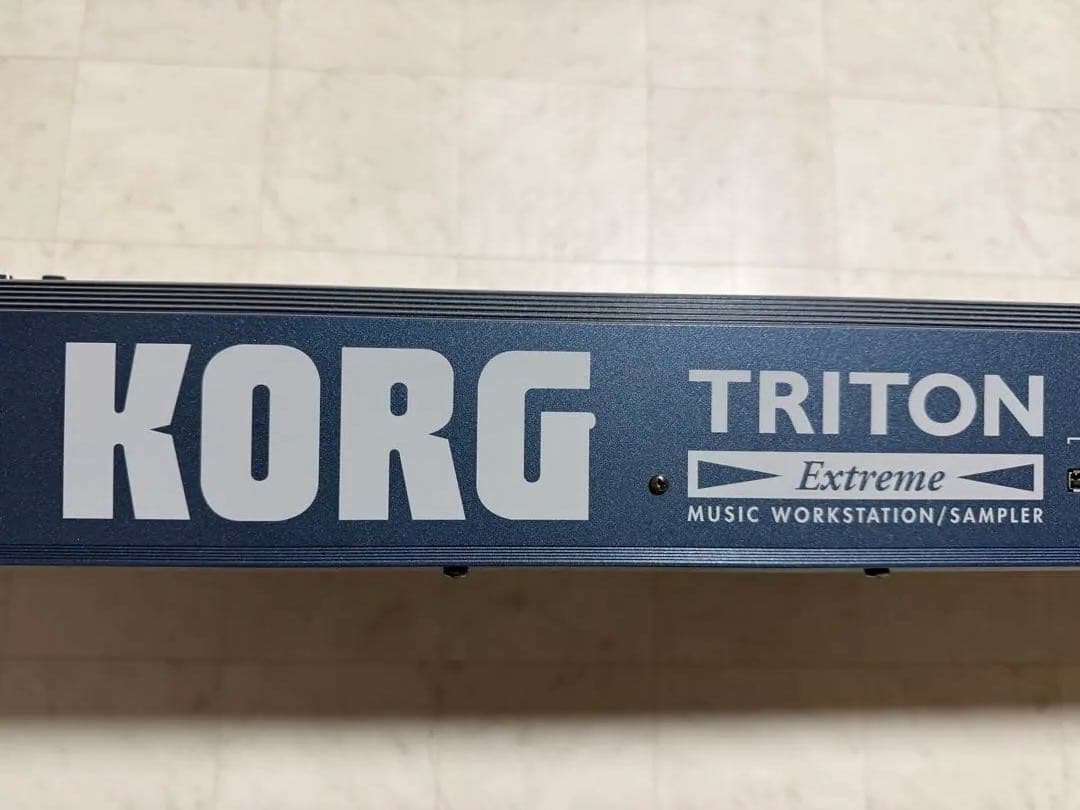 KORG
TRITON
Extreme
MUSIC WORKSTATION/SAMPLER